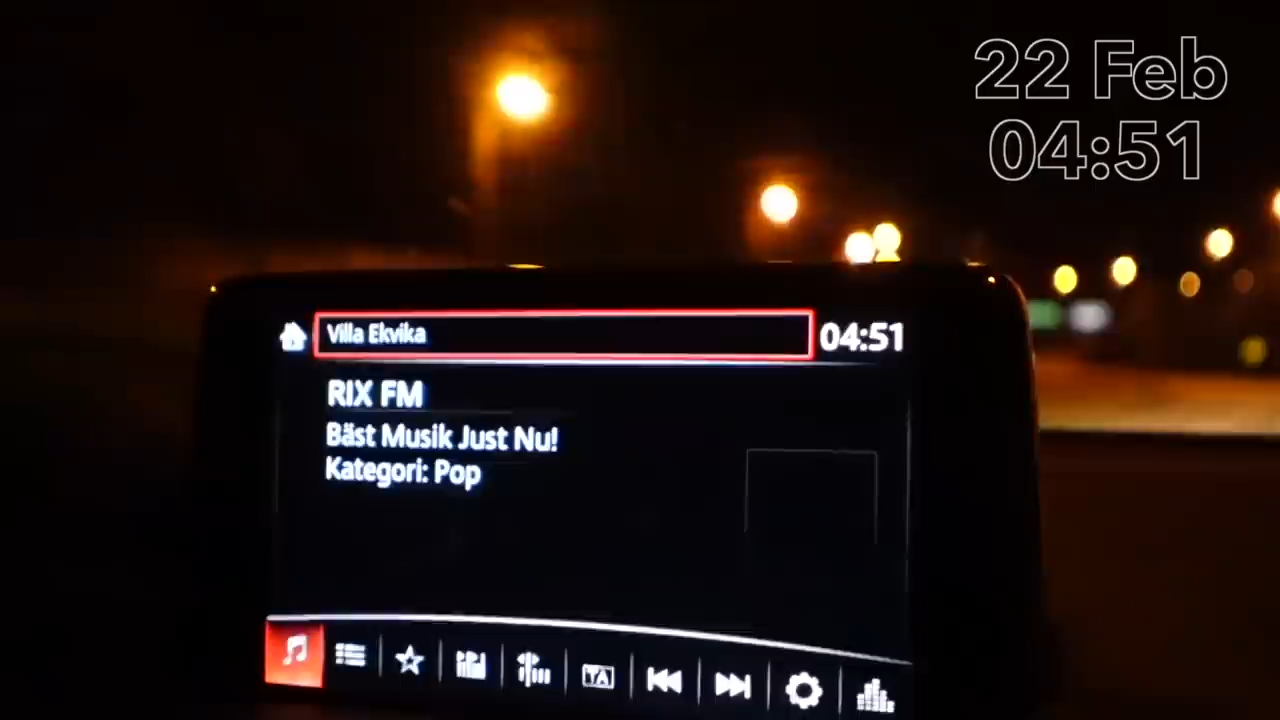 22 Feb
04:51
Villa Ekvika
04:51
RIX FM
Bäst Musik Just Nu!
Kategori: Pop
TA